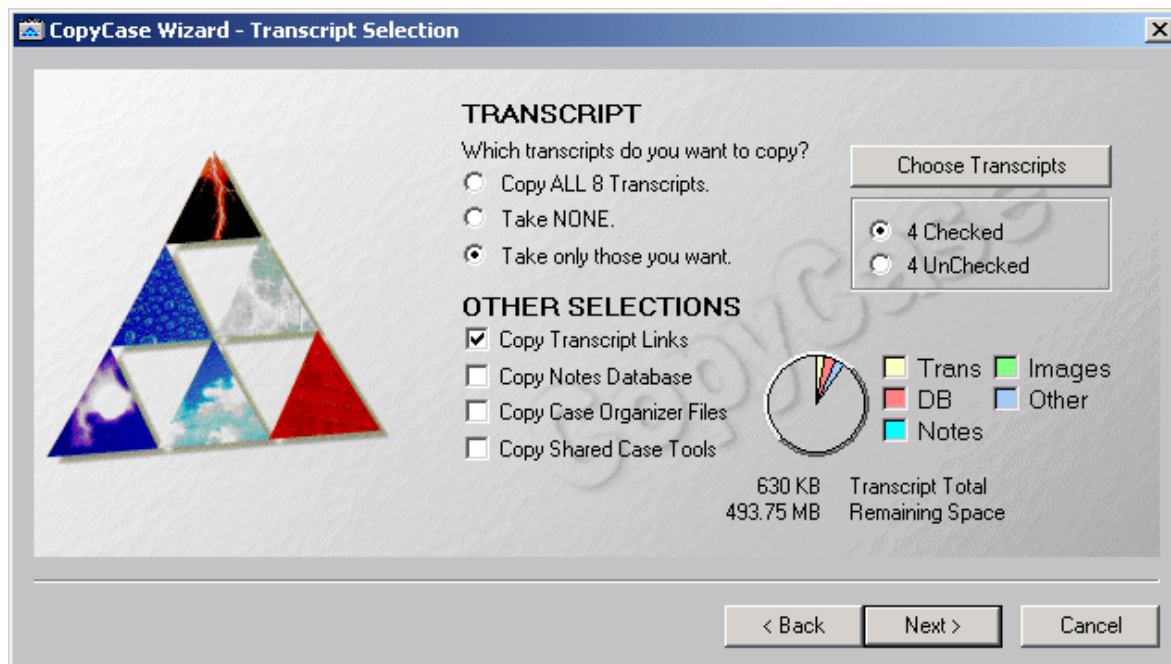 CopyCase Wizard - Transcript Selection
TRANSCRIPT
Which transcripts do you want to copy?
Copy ALL 8 Transcripts.
Take NONE.
Take only those you want.
Choose Transcripts
4 Checked
4 UnChecked
OTHER SELECTIONS
Copy Transcript Links
Copy Notes Database
Copy Case Organizer Files
Copy Shared Case Tools
CopyCase
Trans Images
DB Other
Notes
630 KB Transcript Total
493.75 MB Remaining Space
< Back Next > Cancel